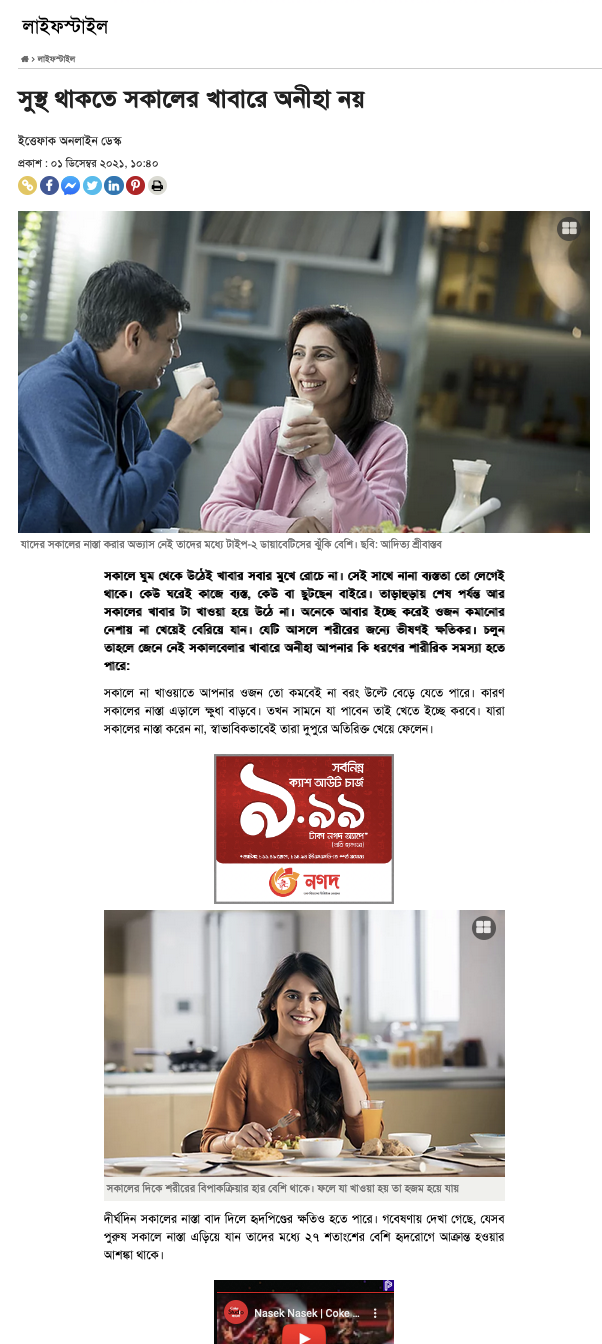 লাইফস্টাইল
লাইফস্টাইল
সুস্থ থাকতে সকালের খাবারে অনীহা নয়
ইত্তেফাক অনলাইন ডেস্ক
প্রকাশ : ০১ ডিসেম্বর ২০২১, ১০:৪০
যাদের সকালের নাস্তা করার অভ্যাস নেই তাদের মধ্যে টাইপ-২ ডায়াবেটিসের ঝুঁকি বেশি। ছবি: আদিত্য শ্রীবাস্তব
সকালে ঘুম থেকে উঠেই খাবার সবার মুখে রোচে না। সেই সাথে নানা ব্যস্ততা তো লেগেই
থাকে। কেউ ঘরেই কাজে ব্যস্ত, কেউ বা ছুটছেন বাইরে। তাড়াহুড়ায় শেষ পর্যন্ত আর
সকালের খাবার টা খাওয়া হয়ে উঠে না। অনেকে আবার ইচ্ছে করেই ওজন কমানোর
নেশায় না খেয়েই বেরিয়ে যান। যেটি আসলে শরীরের জন্যে ভীষণই ক্ষতিকর। চলুন
তাহলে জেনে নেই সকালবেলার খাবারে অনীহা আপনার কি ধরণের শারীরিক সমস্যা হতে
পারে:
সকালে না খাওয়াতে আপনার ওজন তো কমবেই না বরং উল্টে বেড়ে যেতে পারে। কারণ
সকালের নাস্তা এড়ালে ক্ষুধা বাড়বে। তখন সামনে যা পাবেন তাই খেতে ইচ্ছে করবে। যারা
সকালের নাস্তা করেন না, স্বাভাবিকভাবেই তারা দুপুরে অতিরিক্ত খেয়ে ফেলেন।
সর্বনিম্ন
ক্যাশ আউট চার্জ
৯.৯৯
টাকা নগদ অ্যাপে*
(প্রতি হাজারে)
নগদ
সকালের দিকে শরীরের বিপাকক্রিয়ার হার বেশি থাকে। ফলে যা খাওয়া হয় তা হজম হয়ে যায়
দীর্ঘদিন সকালের নাস্তা বাদ দিলে হৃদপিণ্ডের ক্ষতিও হতে পারে। গবেষণায় দেখা গেছে, যেসব
পুরুষ সকালে নাস্তা এড়িয়ে যান তাদের মধ্যে ২৭ শতাংশের বেশি হৃদরোগে আক্রান্ত হওয়ার
আশঙ্কা থাকে।
Nasek Nasek | Coke ...